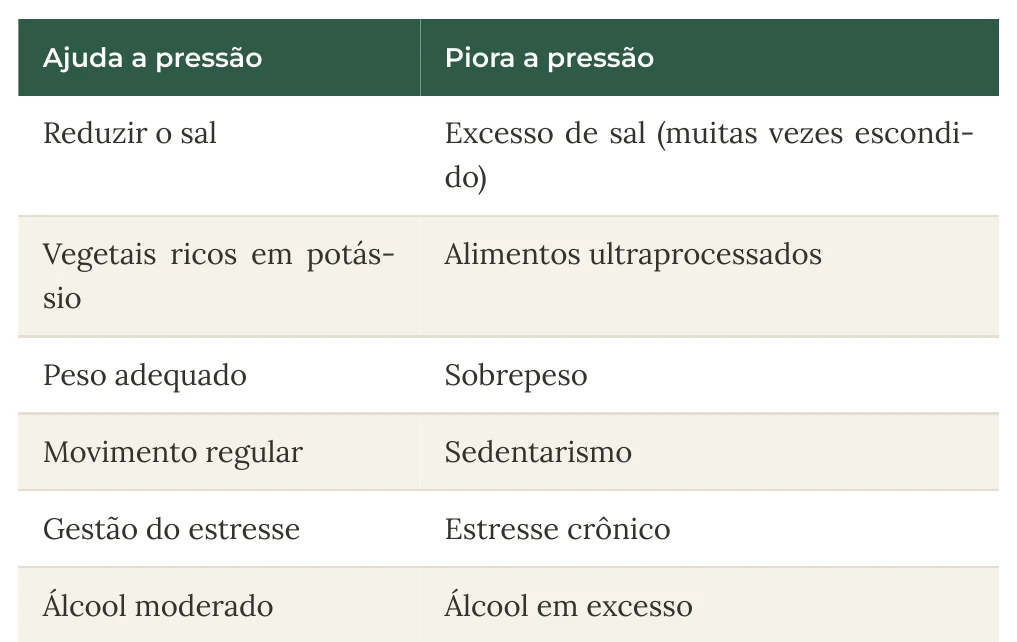 Ajuda a pressão
Piora a pressão
Reduzir o sal
Excesso de sal (muitas vezes escondi-
do)
Vegetais ricos em potás-
sio
Alimentos ultraprocessados
Peso adequado
Sobrepeso
Movimento regular
Sedentarismo
Gestão do estresse
Estresse crônico
Álcool moderado
Álcool em excesso